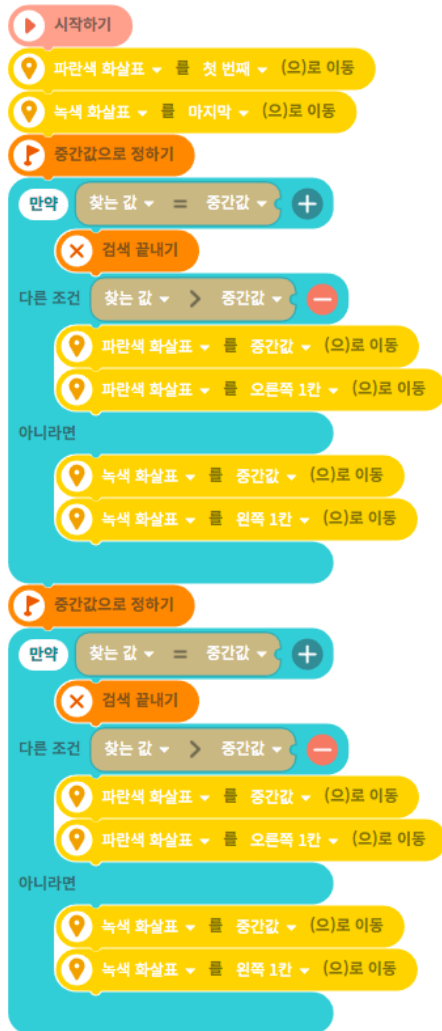 시작하기
파란색 화살표 를 첫 번째 (으)로 이동
녹색 화살표 를 마지막 (으)로 이동
중간값으로 정하기
만약 찾는 값 = 중간값
검색 끝내기
다른 조건 찾는 값 > 중간값
파란색 화살표 를 중간값 (으)로 이동
파란색 화살표 를 오른쪽 1칸 (으)로 이동
아니라면
녹색 화살표 를 중간값 (으)로 이동
녹색 화살표 를 왼쪽 1칸 (으)로 이동
중간값으로 정하기
만약 찾는 값 = 중간값
검색 끝내기
다른 조건 찾는 값 > 중간값
파란색 화살표 를 중간값 (으)로 이동
파란색 화살표 를 오른쪽 1칸 (으)로 이동
아니라면
녹색 화살표 를 중간값 (으)로 이동
녹색 화살표 를 왼쪽 1칸 (으)로 이동